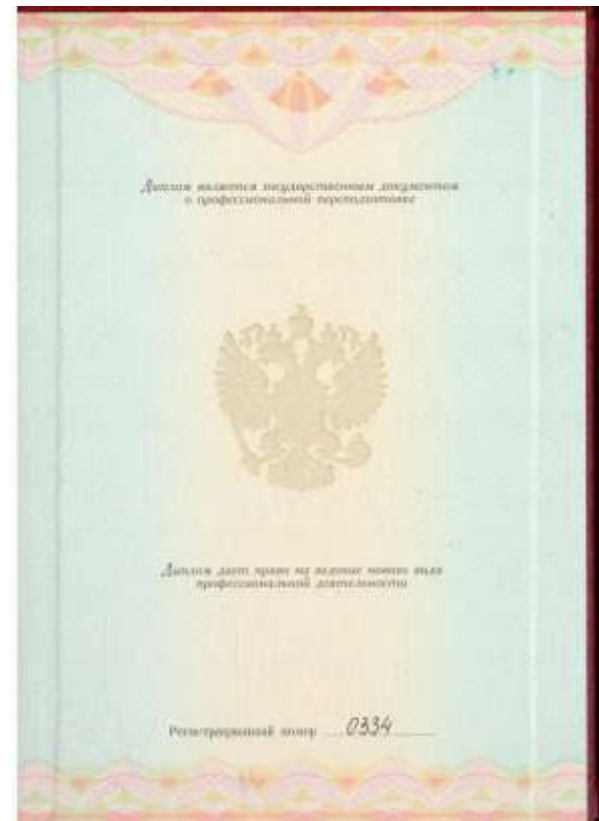 Диплом является государственным документом
о профессиональной переподготовке
Диплом дает право на ведение нового вида
профессиональной деятельности
Регистрационный номер 0334